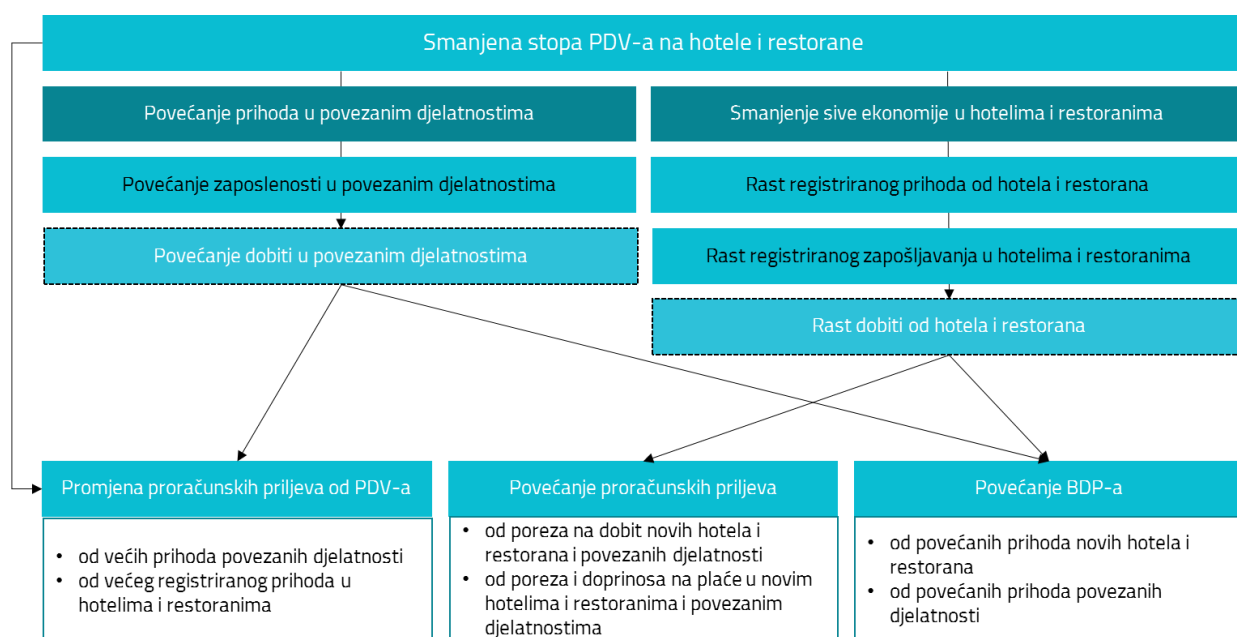 Smanjena stopa PDV-a na hotele i restorane
Povećanje prihoda u povezanim djelatnostima
Smanjenje sive ekonomije u hotelima i restoranima
Povećanje zaposlenosti u povezanim djelatnostima
Rast registriranog prihoda od hotela i restorana
Povećanje dobiti u povezanim djelatnostima
Rast registriranog zapošljavanja u hotelima i restoranima
Rast dobiti od hotela i restorana
Promjena proračunskih priljeva od PDV-a
• od većih prihoda povezanih djelatnosti
• od većeg registriranog prihoda u
hotelima i restoranima
Povećanje proračunskih priljeva
• od poreza na dobit novih hotela i
restorana i povezanih djelatnosti
• od poreza i doprinosa na plaće u novim
hotelima i restoranima i povezanim
djelatnostima
Povećanje BDP-a
• od povećanih prihoda novih hotela i
restorana
• od povećanih prihoda povezanih
djelatnosti